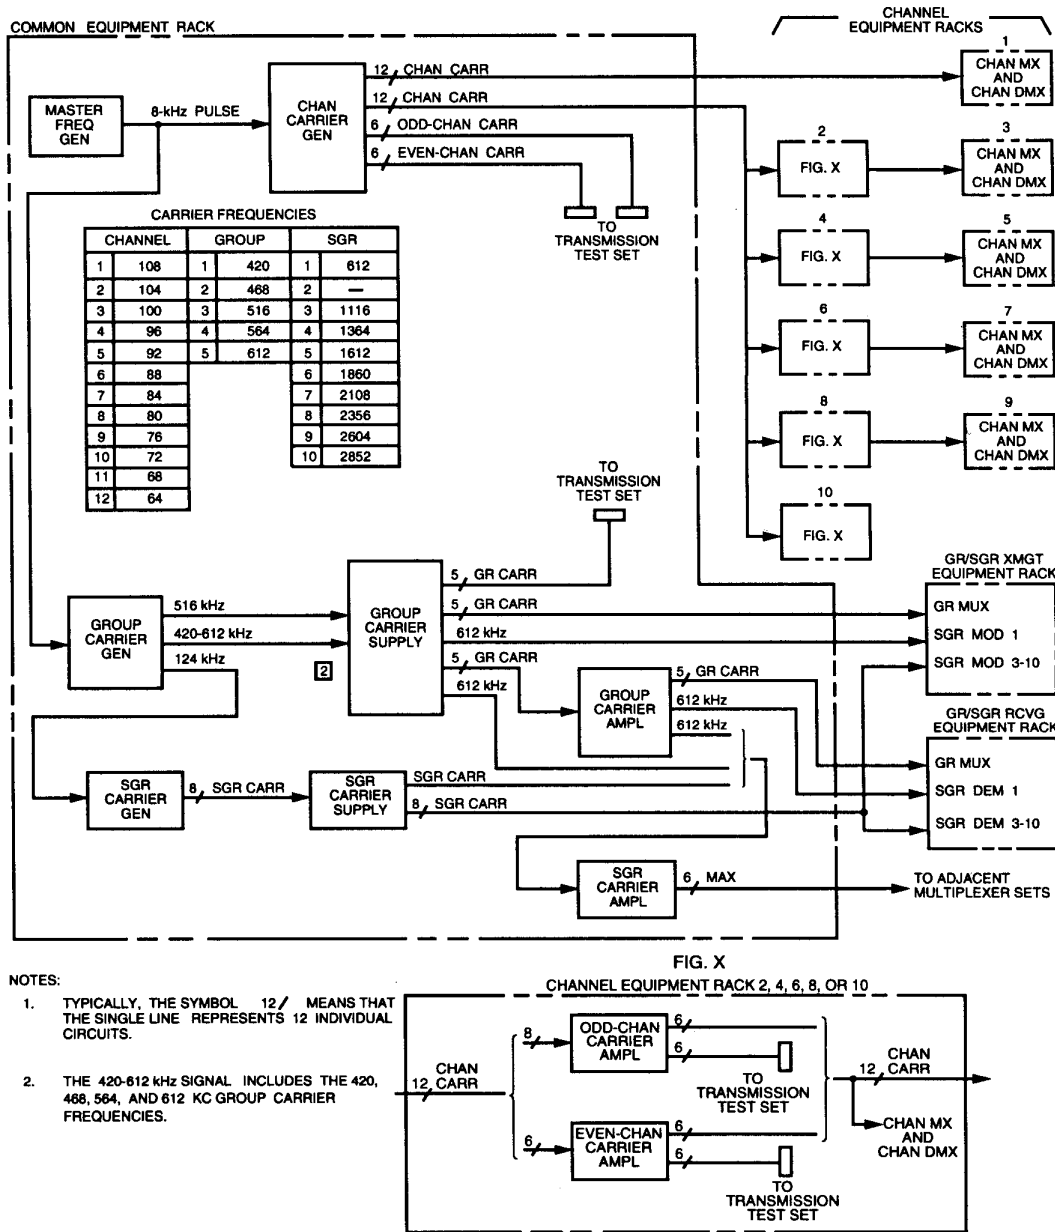 COMMON EQUIPMENT RACK
CHANNEL
EQUIPMENT RACKS
MASTER
FREQ
GEN
8-kHz PULSE
CHAN
CARRIER
GEN
12 CHAN CARR
12 CHAN CARR
6 ODD-CHAN CARR
6 EVEN-CHAN CARR
TO
TRANSMISSION
TEST SET
1
CHAN MX
AND
CHAN DMX
2
FIG. X
3
CHAN MX
AND
CHAN DMX
4
FIG. X
5
CHAN MX
AND
CHAN DMX
6
FIG. X
7
CHAN MX
AND
CHAN DMX
8
FIG. X
9
CHAN MX
AND
CHAN DMX
10
FIG. X
CARRIER FREQUENCIES
CHANNEL GROUP SGR
1 108 1 420 1 612
2 104 2 468 2 —
3 100 3 516 3 1116
4 96 4 564 4 1364
5 92 5 612 5 1612
6 88 6 1860
7 84 7 2108
8 80 8 2356
9 76 9 2604
10 72 10 2852
11 68
12 64
TO
TRANSMISSION
TEST SET
GROUP
CARRIER
GEN
516 kHz
420-612 kHz
124 kHz
2
GROUP
CARRIER
SUPPLY
5 GR CARR
5 GR CARR
612 kHz
5 GR CARR
612 kHz
GROUP
CARRIER
AMPL
5 GR CARR
612 kHz
612 kHz
GR/SGR XMGT
EQUIPMENT RACK
GR MUX
SGR MOD 1
SGR MOD 3-10
GR/SGR RCVG
EQUIPMENT RACK
GR MUX
SGR DEM 1
SGR DEM 3-10
SGR
CARRIER
GEN
8 SGR CARR
SGR
CARRIER
SUPPLY
SGR CARR
8 SGR CARR
SGR
CARRIER
AMPL
6 MAX
TO ADJACENT
MULTIPLEXER SETS
NOTES:
1. TYPICALLY, THE SYMBOL 12/ MEANS THAT
THE SINGLE LINE REPRESENTS 12 INDIVIDUAL
CIRCUITS.
2. THE 420-612 kHz SIGNAL INCLUDES THE 420,
468, 564, AND 612 KC GROUP CARRIER
FREQUENCIES.
FIG. X
CHANNEL EQUIPMENT RACK 2, 4, 6, 8, OR 10
CHAN
12 CARR
8
ODD-CHAN
CARRIER
AMPL
6
6
TO
TRANSMISSION
TEST SET
6
EVEN-CHAN
CARRIER
AMPL
6
6
TO
TRANSMISSION
TEST SET
CHAN
12 CARR
CHAN MX
AND
CHAN DMX